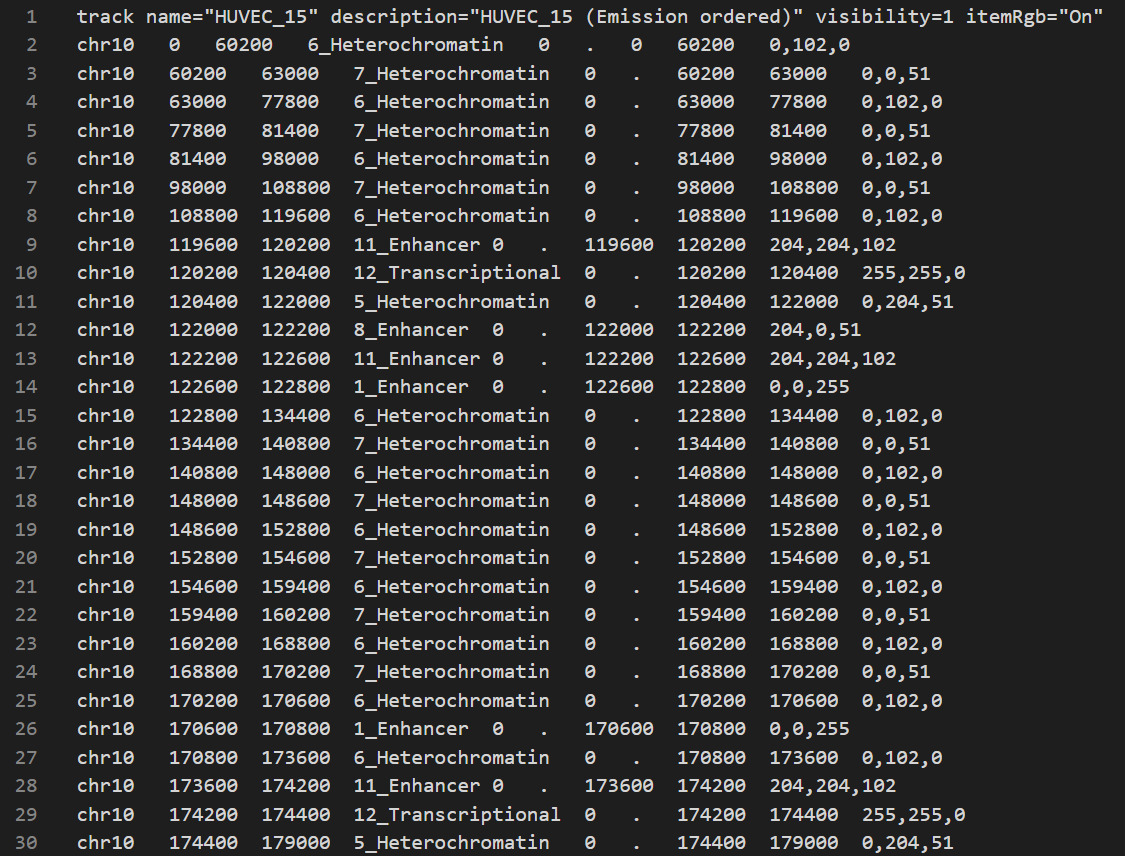 1 track name="HUVEC_15" description="HUVEC_15 (Emission ordered)" visibility=1 itemRgb="On"
2 chr10 0 60200 6_Heterochromatin 0 . 0 60200 0,102,0
3 chr10 60200 63000 7_Heterochromatin 0 . 60200 63000 0,0,51
4 chr10 63000 77800 6_Heterochromatin 0 . 63000 77800 0,102,0
5 chr10 77800 81400 7_Heterochromatin 0 . 77800 81400 0,0,51
6 chr10 81400 98000 6_Heterochromatin 0 . 81400 98000 0,102,0
7 chr10 98000 108800 7_Heterochromatin 0 . 98000 108800 0,0,51
8 chr10 108800 119600 6_Heterochromatin 0 . 108800 119600 0,102,0
9 chr10 119600 120200 11_Enhancer 0 . 119600 120200 204,204,102
10 chr10 120200 120400 12_Transcriptional 0 . 120200 120400 255,255,0
11 chr10 120400 122000 5_Heterochromatin 0 . 120400 122000 0,204,51
12 chr10 122000 122200 8_Enhancer 0 . 122000 122200 204,0,51
13 chr10 122200 122600 11_Enhancer 0 . 122200 122600 204,204,102
14 chr10 122600 122800 1_Enhancer 0 . 122600 122800 0,0,255
15 chr10 122800 134400 6_Heterochromatin 0 . 122800 134400 0,102,0
16 chr10 134400 140800 7_Heterochromatin 0 . 134400 140800 0,0,51
17 chr10 140800 148000 6_Heterochromatin 0 . 140800 148000 0,102,0
18 chr10 148000 148600 7_Heterochromatin 0 . 148000 148600 0,0,51
19 chr10 148600 152800 6_Heterochromatin 0 . 148600 152800 0,102,0
20 chr10 152800 154600 7_Heterochromatin 0 . 152800 154600 0,0,51
21 chr10 154600 159400 6_Heterochromatin 0 . 154600 159400 0,102,0
22 chr10 159400 160200 7_Heterochromatin 0 . 159400 160200 0,0,51
23 chr10 160200 168800 6_Heterochromatin 0 . 160200 168800 0,102,0
24 chr10 168800 170200 7_Heterochromatin 0 . 168800 170200 0,0,51
25 chr10 170200 170600 6_Heterochromatin 0 . 170200 170600 0,102,0
26 chr10 170600 170800 1_Enhancer 0 . 170600 170800 0,0,255
27 chr10 170800 173600 6_Heterochromatin 0 . 170800 173600 0,102,0
28 chr10 173600 174200 11_Enhancer 0 . 173600 174200 204,204,102
29 chr10 174200 174400 12_Transcriptional 0 . 174200 174400 255,255,0
30 chr10 174400 179000 5_Heterochromatin 0 . 174400 179000 0,204,51